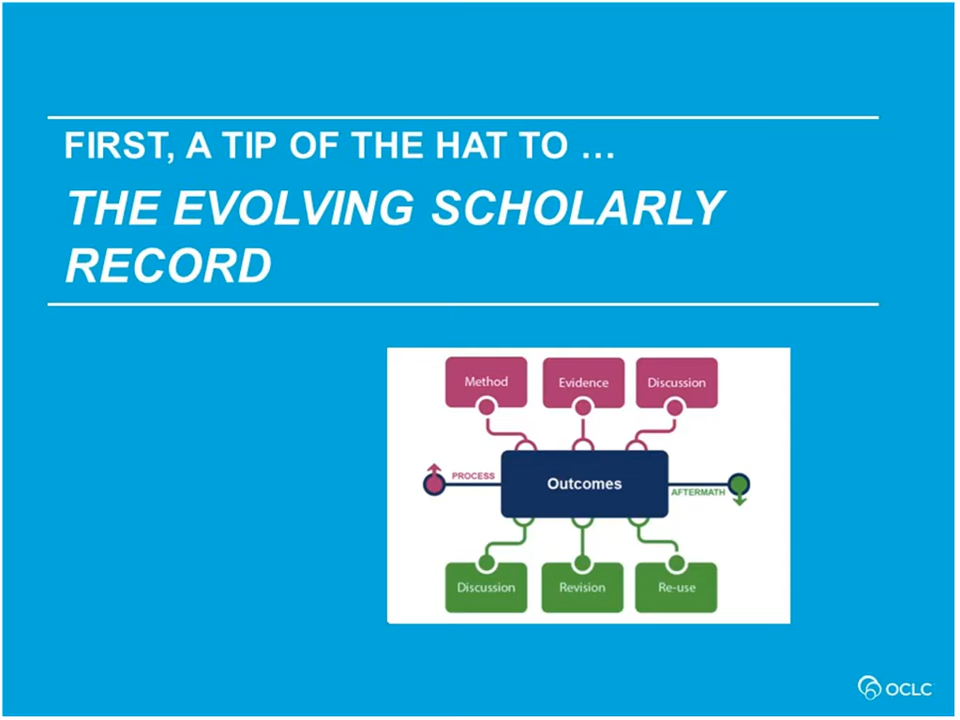 FIRST, A TIP OF THE HAT TO …
THE EVOLVING SCHOLARLY
RECORD
Method
Evidence
Discussion
PROCESS
Outcomes
AFTERMATH
Discussion
Revision
Re-use
OCLC